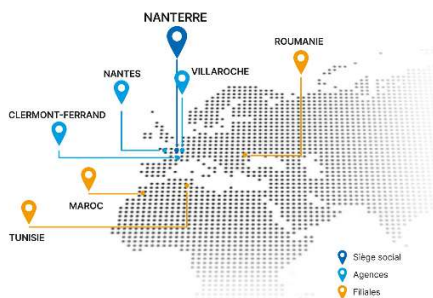 NANTERRE
ROUMANIE
NANTES
VILLAROCHE
CLERMONT-FERRAND
MAROC
TUNISIE
Siège social
Agences
Filiales